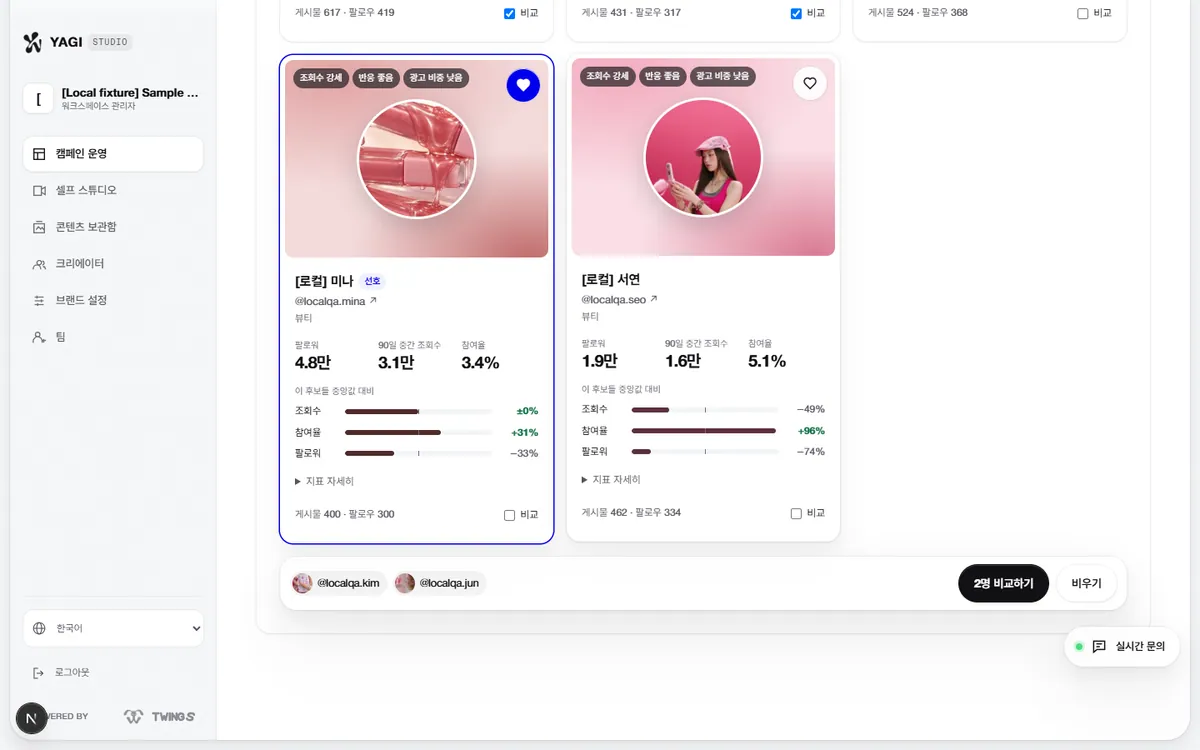 YAGI STUDIO
[Local fixture] Sample ...
워크스페이스 관리자
캠페인 운영
셀프 스튜디오
콘텐츠 보관함
크리에이터
브랜드 설정
팀
한국어
로그아웃
VERED BY TWINGS
N
게시물 617 · 팔로우 419 비교
게시물 431 · 팔로우 317 비교
게시물 524 · 팔로우 368 비교
조회수 강세 반응 좋음 광고 비중 낮음
[로컬] 미나 선호
@localqa.mina ↗
뷰티
팔로워 90일 중간 조회수 참여율
4.8만 3.1만 3.4%
이 후보들 중앙값 대비
조회수 ±0%
참여율 +31%
팔로워 −33%
▶ 지표 자세히
게시물 400 · 팔로우 300 비교
조회수 강세 반응 좋음 광고 비중 낮음
[로컬] 서연
@localqa.seo ↗
뷰티
팔로워 90일 중간 조회수 참여율
1.9만 1.6만 5.1%
이 후보들 중앙값 대비
조회수 −49%
참여율 +96%
팔로워 −74%
▶ 지표 자세히
게시물 462 · 팔로우 334 비교
@localqa.kim @localqa.jun 2명 비교하기 비우기
실시간 문의